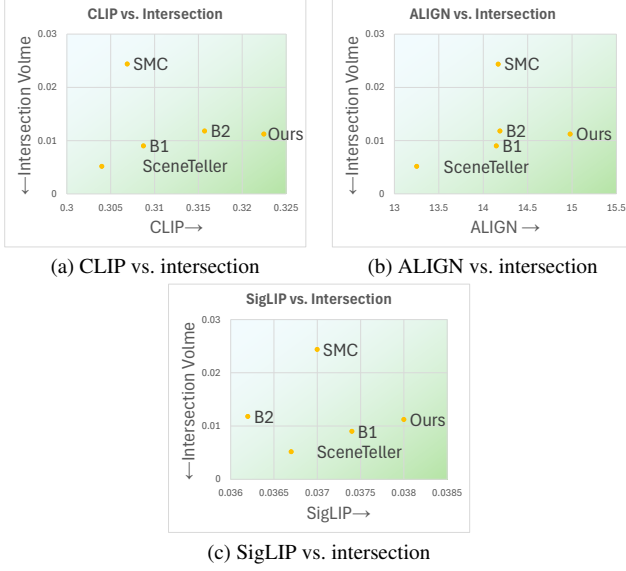 CLIP vs. Intersection
0.03
0.02
0.01
0
←Intersection Volme
SMC
B2
Ours
B1
SceneTeller
0.3
0.305
0.31
0.315
0.32
0.325
CLIP→
(a) CLIP vs. intersection
ALIGN vs. Intersection
0.03
0.02
0.01
0
←Intersection Volme
SMC
B2
Ours
B1
SceneTeller
13
13.5
14
14.5
15
15.5
ALIGN →
(b) ALIGN vs. intersection
SigLIP vs. Intersection
0.03
0.02
0.01
0
←Intersection Volme
SMC
B2
Ours
B1
SceneTeller
0.036
0.0365
0.037
0.0375
0.038
0.0385
SigLIP→
(c) SigLIP vs. intersection